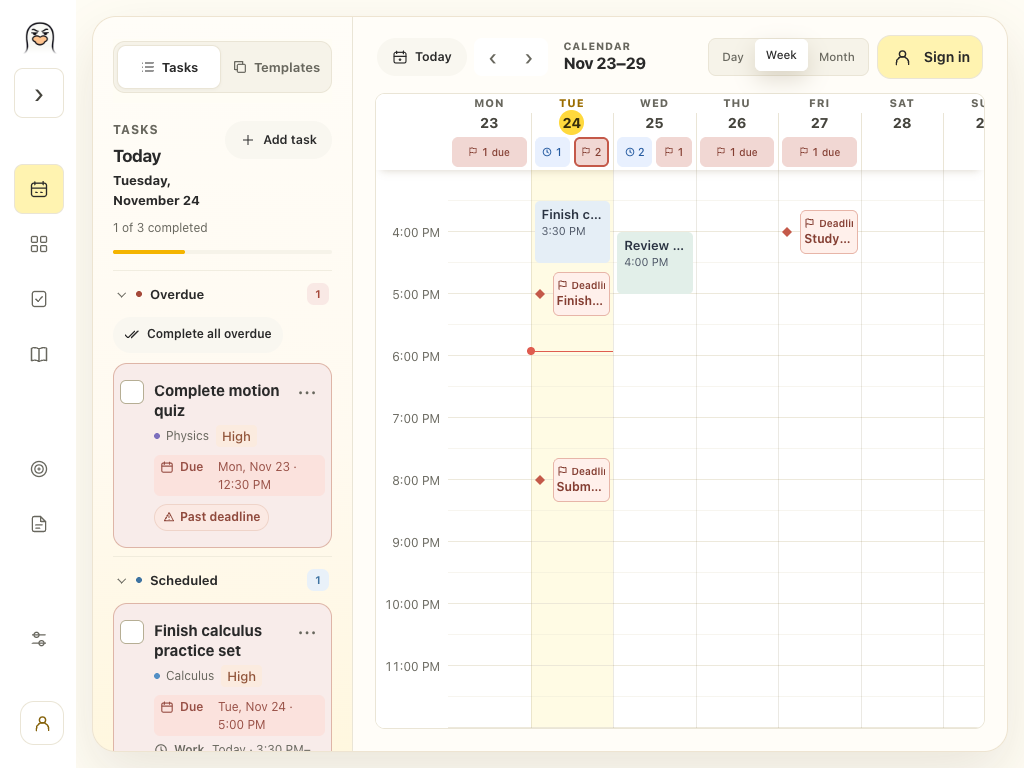 Tasks
Templates
TASKS
Today
Tuesday,
November 24
Add task
1 of 3 completed
Overdue
1
Complete all overdue
Complete motion
quiz
Physics
High
Due
Mon, Nov 23 ·
12:30 PM
Past deadline
Scheduled
1
Finish calculus
practice set
Calculus
High
Due
Tue, Nov 24 ·
5:00 PM
Work
Today · 3:30 PM–
Today
CALENDAR
Nov 23–29
Day
Week
Month
Sign in
MON
TUE
WED
THU
FRI
SAT
23
24
25
26
27
28
1 due
1
2
2
1
1 due
1 due
4:00 PM
5:00 PM
6:00 PM
7:00 PM
8:00 PM
9:00 PM
10:00 PM
11:00 PM
Finish c...
3:30 PM
Deadlin
Finish...
Deadlin
Subm...
Review ...
4:00 PM
Deadlin
Study...